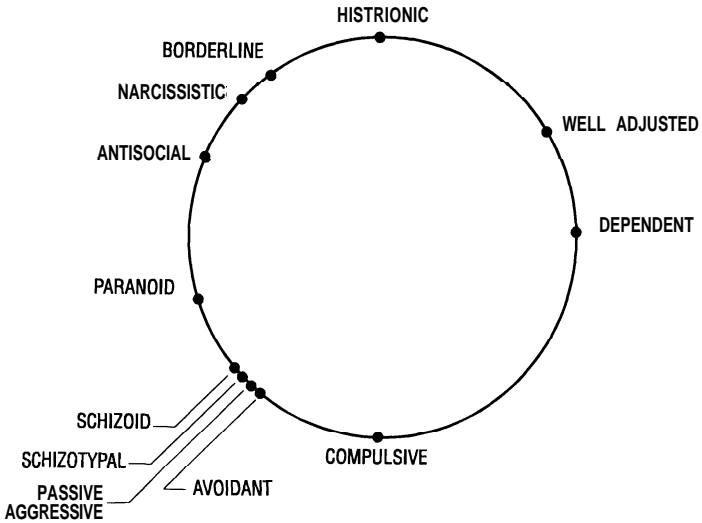 HISTRIONIC
BORDERLINE
NARCISSISTIC
WELL ADJUSTED
ANTISOCIAL
DEPENDENT
PARANOID
SCHIZOID
COMPULSIVE
SCHIZOTYPAL
AVOIDANT
PASSIVE
AGGRESSIVE